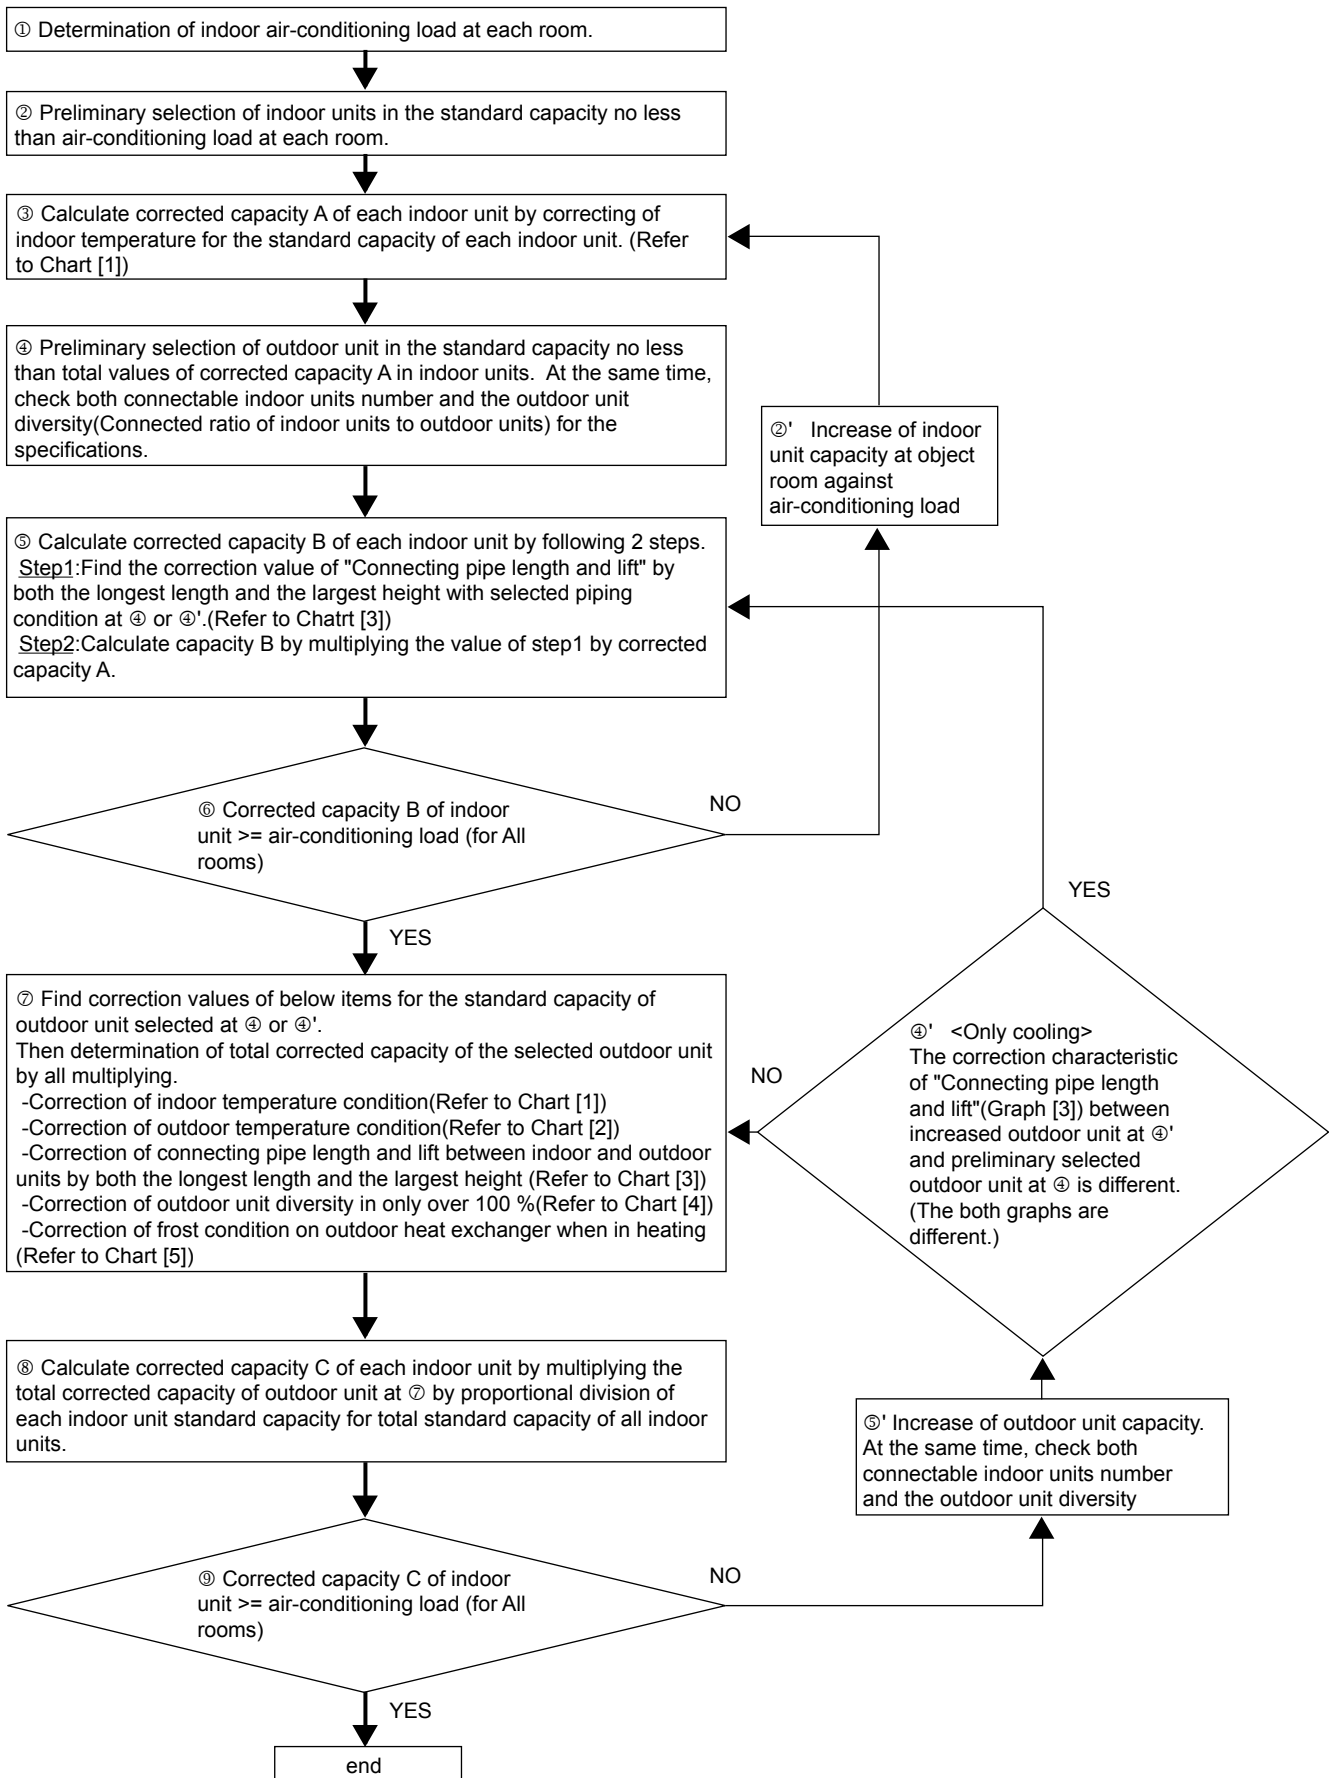 ① Determination of indoor air-conditioning load at each room.
② Preliminary selection of indoor units in the standard capacity no less
than air-conditioning load at each room.
③ Calculate corrected capacity A of each indoor unit by correcting of
indoor temperature for the standard capacity of each indoor unit. (Refer
to Chart [1])
④ Preliminary selection of outdoor unit in the standard capacity no less
than total values of corrected capacity A in indoor units. At the same time,
check both connectable indoor units number and the outdoor unit
diversity(Connected ratio of indoor units to outdoor units) for the
specifications.
②' Increase of indoor
unit capacity at object
room against
air-conditioning load
⑤ Calculate corrected capacity B of each indoor unit by following 2 steps.
Step1:Find the correction value of "Connecting pipe length and lift" by
both the longest length and the largest height with selected piping
condition at ④ or ④'.(Refer to Chatrt [3])
Step2:Calculate capacity B by multiplying the value of step1 by corrected
capacity A.
⑥ Corrected capacity B of indoor
unit >= air-conditioning load (for All
rooms)
NO
YES
YES
⑦ Find correction values of below items for the standard capacity of
outdoor unit selected at ④ or ④'.
Then determination of total corrected capacity of the selected outdoor unit
by all multiplying.
-Correction of indoor temperature condition(Refer to Chart [1])
-Correction of outdoor temperature condition(Refer to Chart [2])
-Correction of connecting pipe length and lift between indoor and outdoor
units by both the longest length and the largest height (Refer to Chart [3])
-Correction of outdoor unit diversity in only over 100 %(Refer to Chart [4])
-Correction of frost condition on outdoor heat exchanger when in heating
(Refer to Chart [5])
NO
④' <Only cooling>
The correction characteristic
of "Connecting pipe length
and lift"(Graph [3]) between
increased outdoor unit at ④'
and preliminary selected
outdoor unit at ④ is different.
(The both graphs are
different.)
⑧ Calculate corrected capacity C of each indoor unit by multiplying the
total corrected capacity of outdoor unit at ⑦ by proportional division of
each indoor unit standard capacity for total standard capacity of all indoor
units.
⑤' Increase of outdoor unit capacity.
At the same time, check both
connectable indoor units number
and the outdoor unit diversity
⑨ Corrected capacity C of indoor
unit >= air-conditioning load (for All
rooms)
NO
YES
end